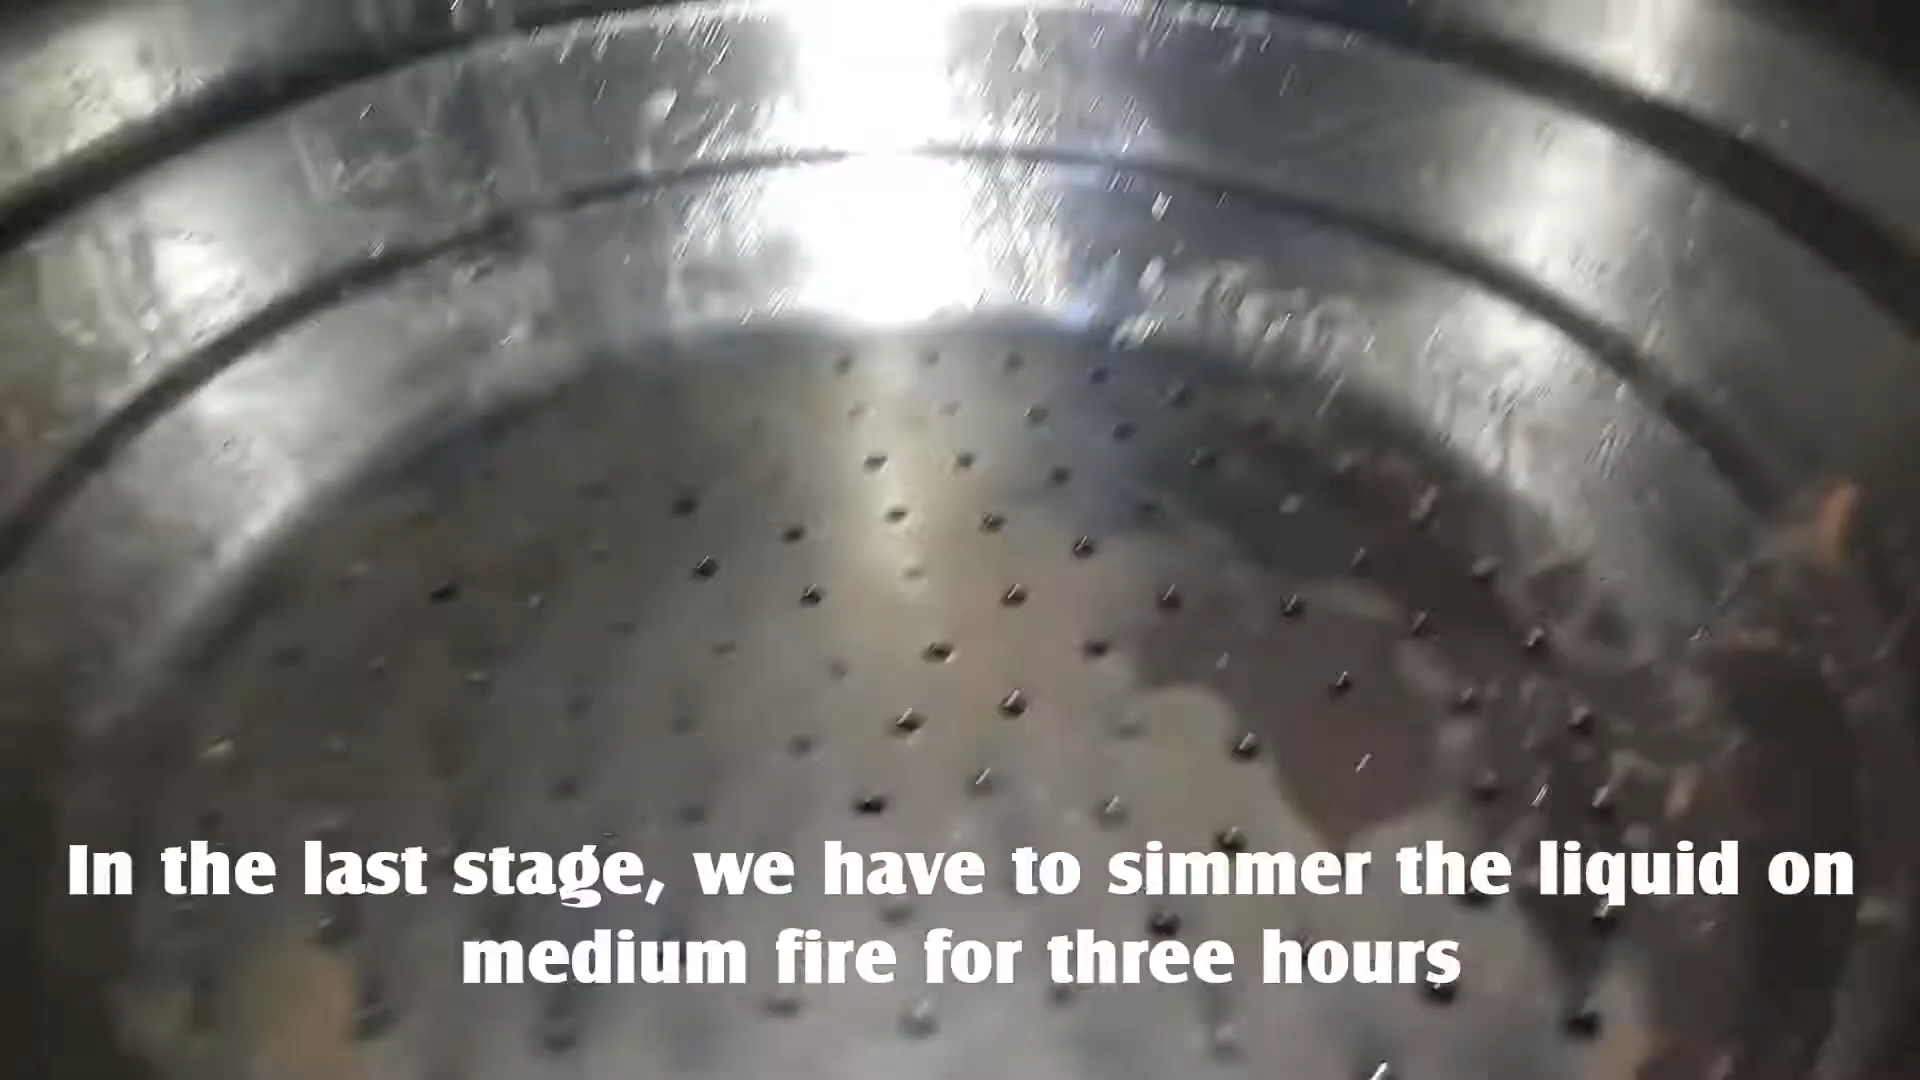 In the last stage, we have to simmer the liquid on
medium fire for three hours